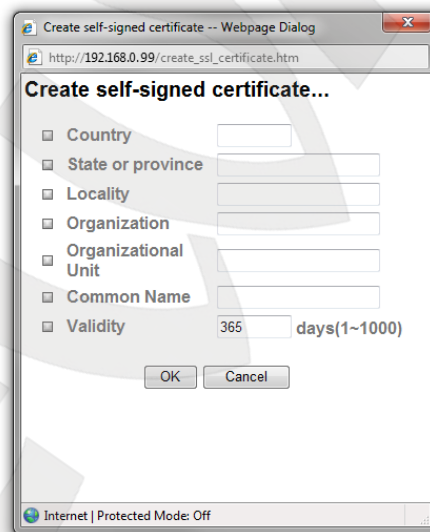 Create self-signed certificate -- Webpage Dialog
http://192.168.0.99/create_ssl_certificate.htm
Create self-signed certificate...
Country
State or province
Locality
Organization
Organizational
Unit
Common Name
Validity 365 days(1~1000)
OK Cancel
Internet | Protected Mode: Off